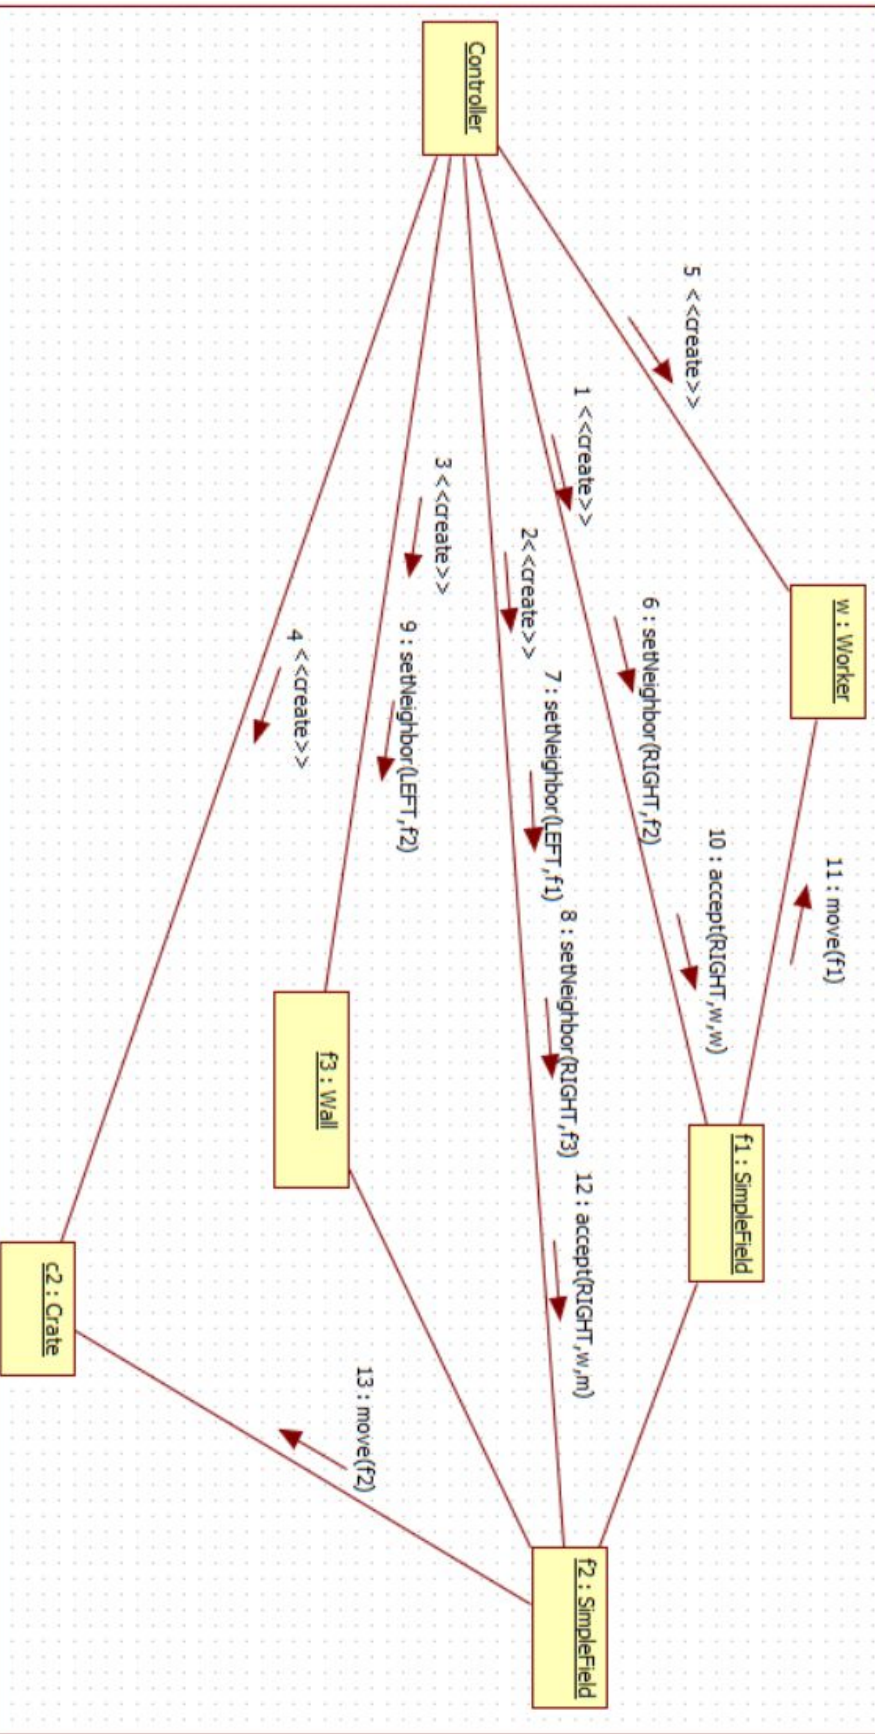 Controller
5 <<create>>
w : Worker
1 <<create>>
6 : setNeighbor(RIGHT,f2)
10 : accept(RIGHT,w,w)
11 : move(f1)
f1 : SimpleField
2<<create>>
7 : setNeighbor(LEFT,f1)
8 : setNeighbor(RIGHT,f3)
12 : accept(RIGHT,w,m)
3 <<create>>
9 : setNeighbor(LEFT,f2)
f3 : Wall
4 <<create>>
13 : move(f2)
f2 : SimpleField
c2 : Crate